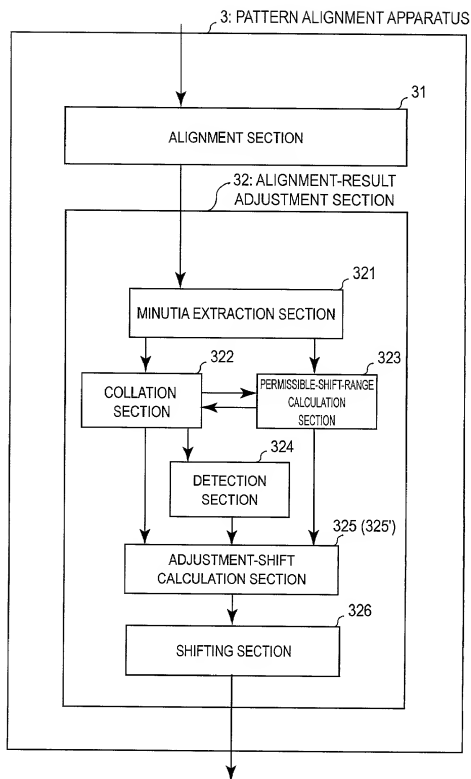 3: PATTERN ALIGNMENT APPARATUS
31
ALIGNMENT SECTION
32: ALIGNMENT-RESULT
ADJUSTMENT SECTION
321
MINUTIA EXTRACTION SECTION
322
323
COLLATION
SECTION
PERMISSIBLE-SHIFT-RANGE
CALCULATION
SECTION
324
DETECTION
SECTION
325 (325')
ADJUSTMENT-SHIFT
CALCULATION SECTION
326
SHIFTING SECTION